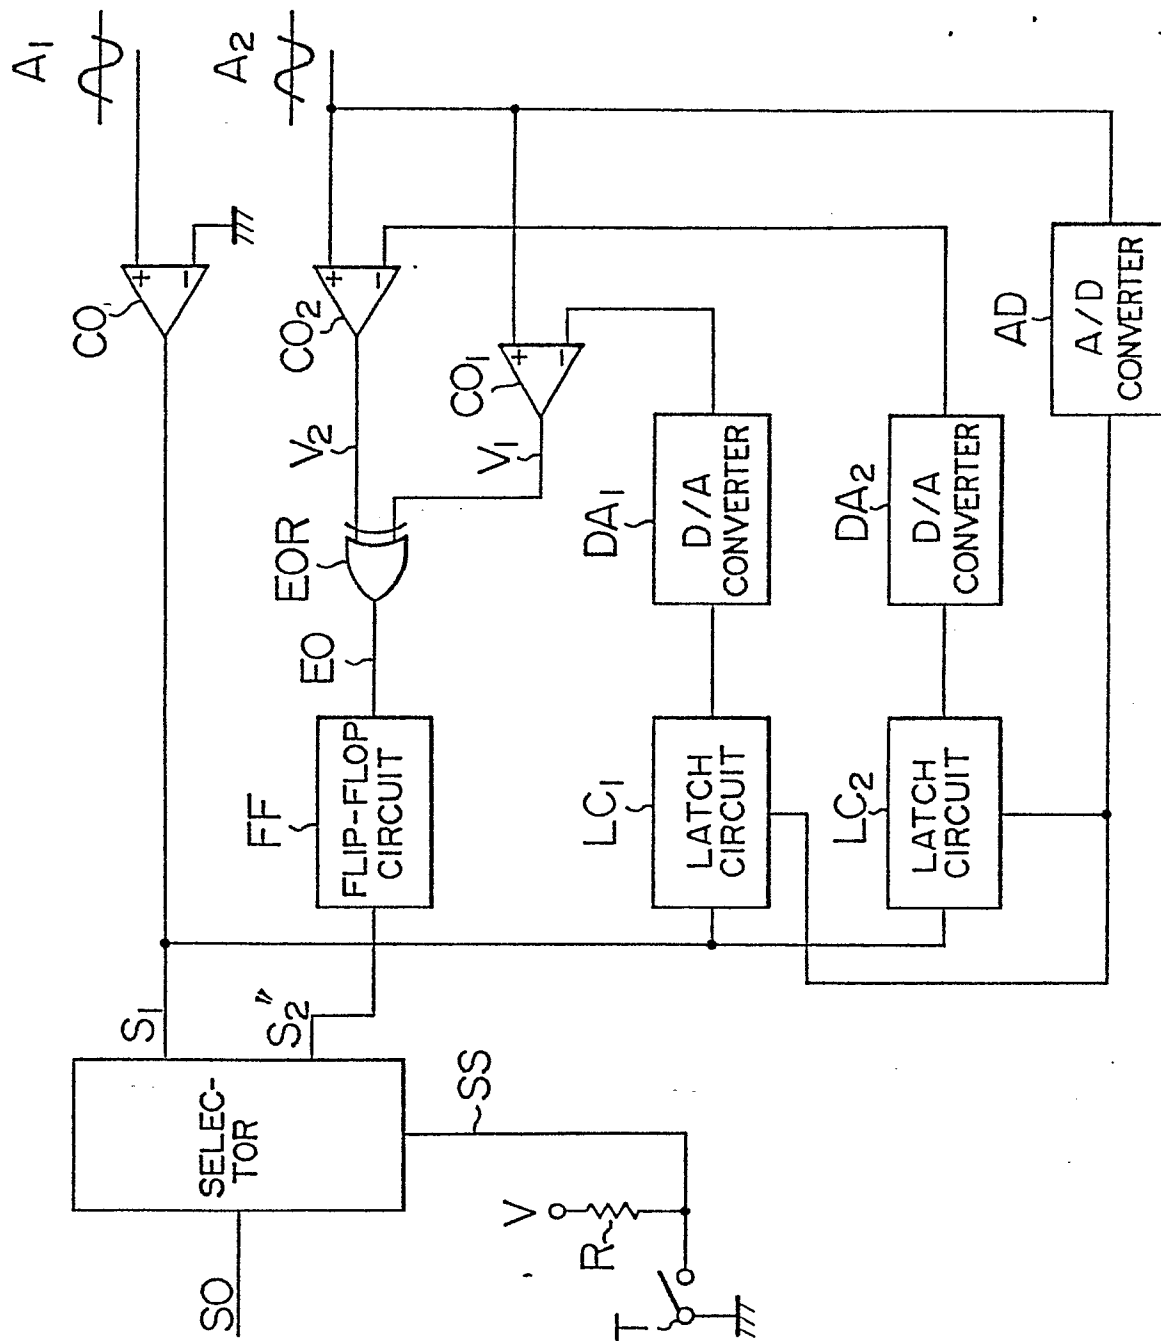 A1
A2
CO
+
-
CO2
+
-
CO1
+
-
V2
V1
EOR
EO
FF
FLIP-FLOP
CIRCUIT
DA1
D/A
CONVERTER
DA2
D/A
CONVERTER
AD
A/D
CONVERTER
LC1
LATCH
CIRCUIT
LC2
LATCH
CIRCUIT
S1
S2"
SELEC-
TOR
SS
SO
V
R
T